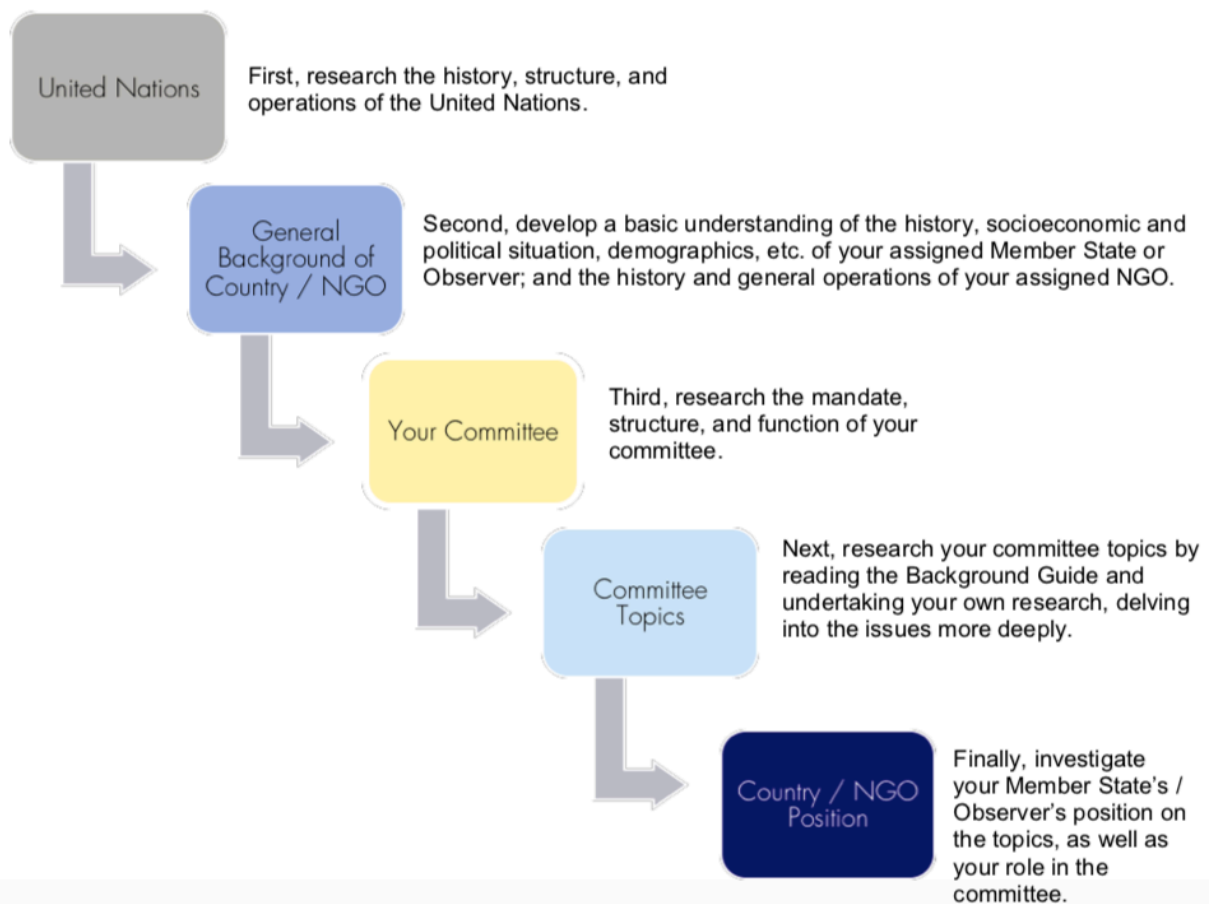 United Nations
First, research the history, structure, and
operations of the United Nations.
General
Background of
Country / NGO
Second, develop a basic understanding of the history, socioeconomic and
political situation, demographics, etc. of your assigned Member State or
Observer; and the history and general operations of your assigned NGO.
Your Committee
Third, research the mandate,
structure, and function of your
committee.
Committee
Topics
Next, research your committee topics by
reading the Background Guide and
undertaking your own research, delving
into the issues more deeply.
Country / NGO
Position
Finally, investigate
your Member State's /
Observer's position on
the topics, as well as
your role in the
committee.